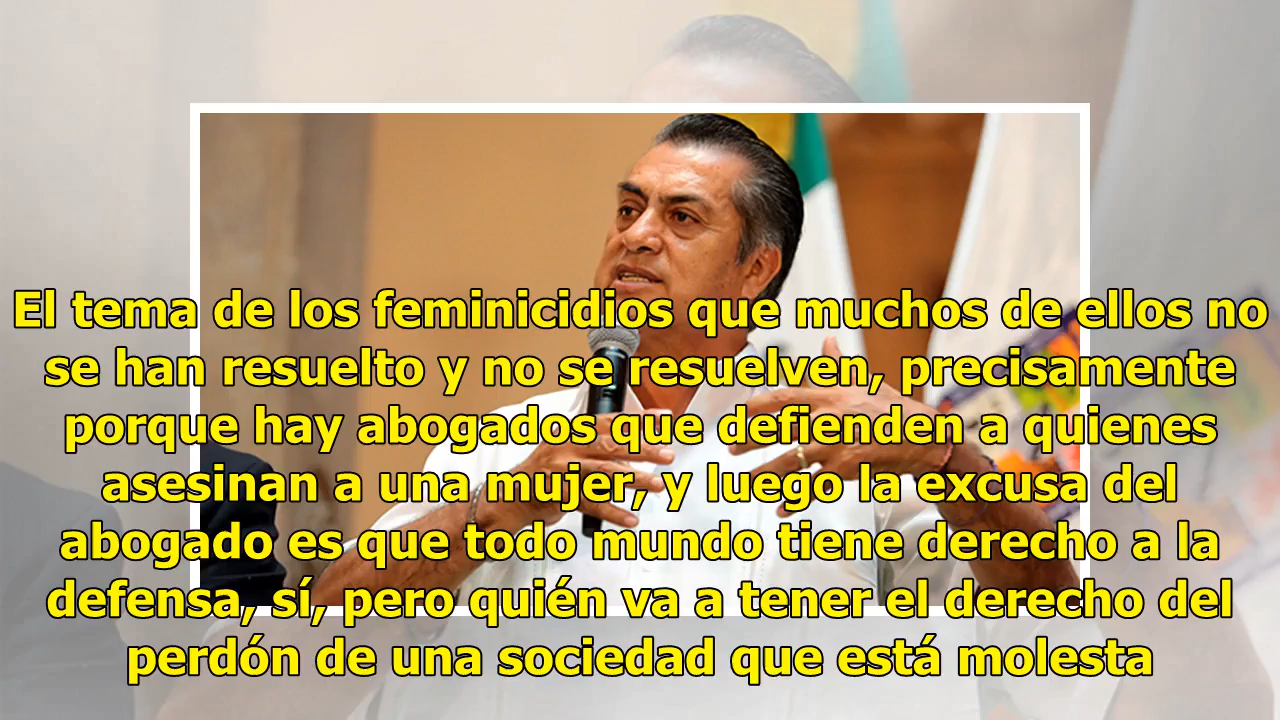 El tema de los feminicidios que muchos de ellos no
se han resuelto y no se resuelven, precisamente
porque hay abogados que defienden a quienes
asesinan a una mujer, y luego la excusa del
abogado es que todo mundo tiene derecho a la
defensa, sí, pero quién va a tener el derecho del
perdón de una sociedad que está molesta